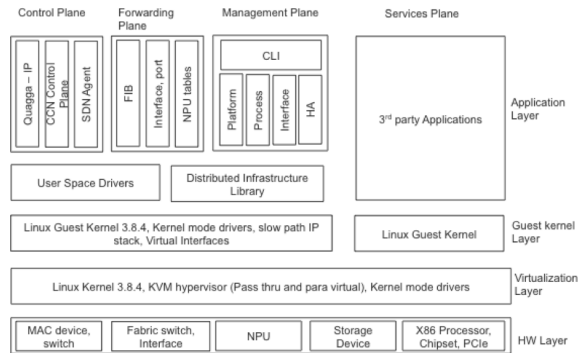 Control Plane
Forwarding
Plane
Management Plane
Services Plane
Quagga – IP
CCN Control
Plane
SDN Agent
FIB
Interface, port
NPU tables
CLI
Platform
Process
Interface
HA
3rd party Applications
Application
Layer
User Space Drivers
Distributed Infrastructure
Library
Linux Guest Kernel 3.8.4, Kernel mode drivers, slow path IP
stack, Virtual Interfaces
Linux Guest Kernel
Guest kernel
Layer
Linux Kernel 3.8.4, KVM hypervisor (Pass thru and para virtual), Kernel mode drivers
Virtualization
Layer
MAC device,
switch
Fabric switch,
Interface
NPU
Storage
Device
X86 Processor,
Chipset, PCIe
HW Layer